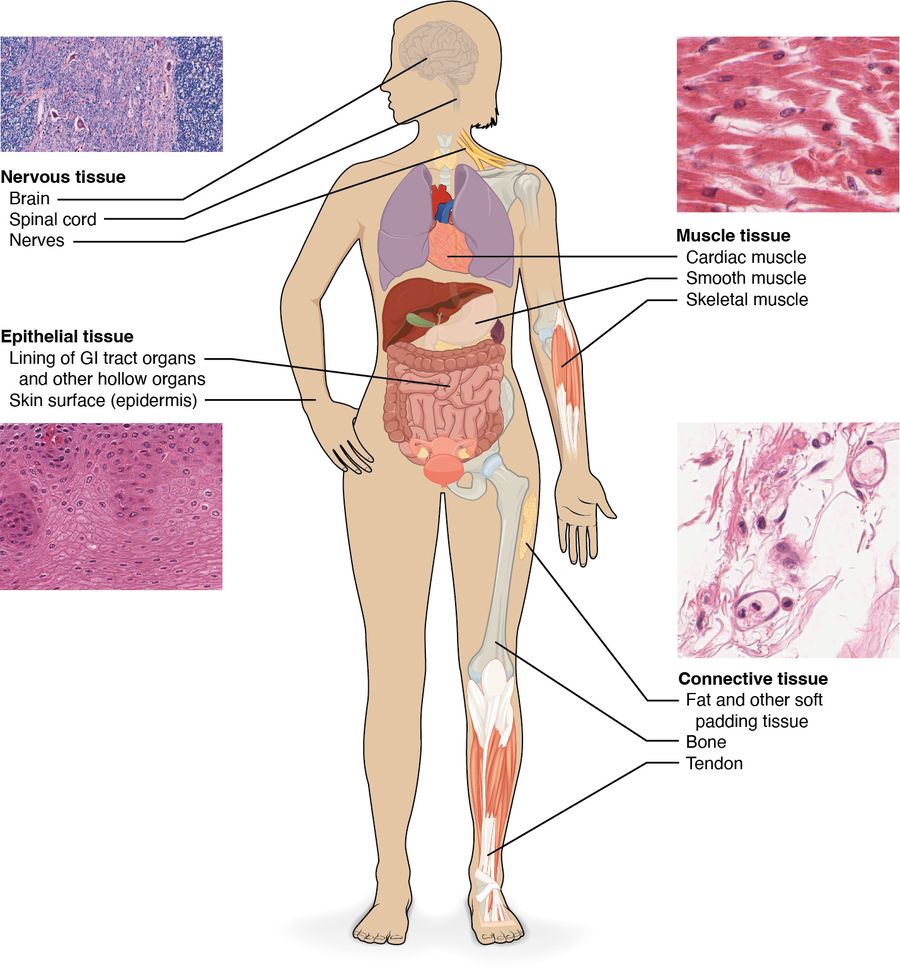 Nervous tissue
Brain
Spinal cord
Nerves
Muscle tissue
Cardiac muscle
Smooth muscle
Skeletal muscle
Epithelial tissue
Lining of GI tract organs
and other hollow organs
Skin surface (epidermis)
Connective tissue
Fat and other soft
padding tissue
Bone
Tendon